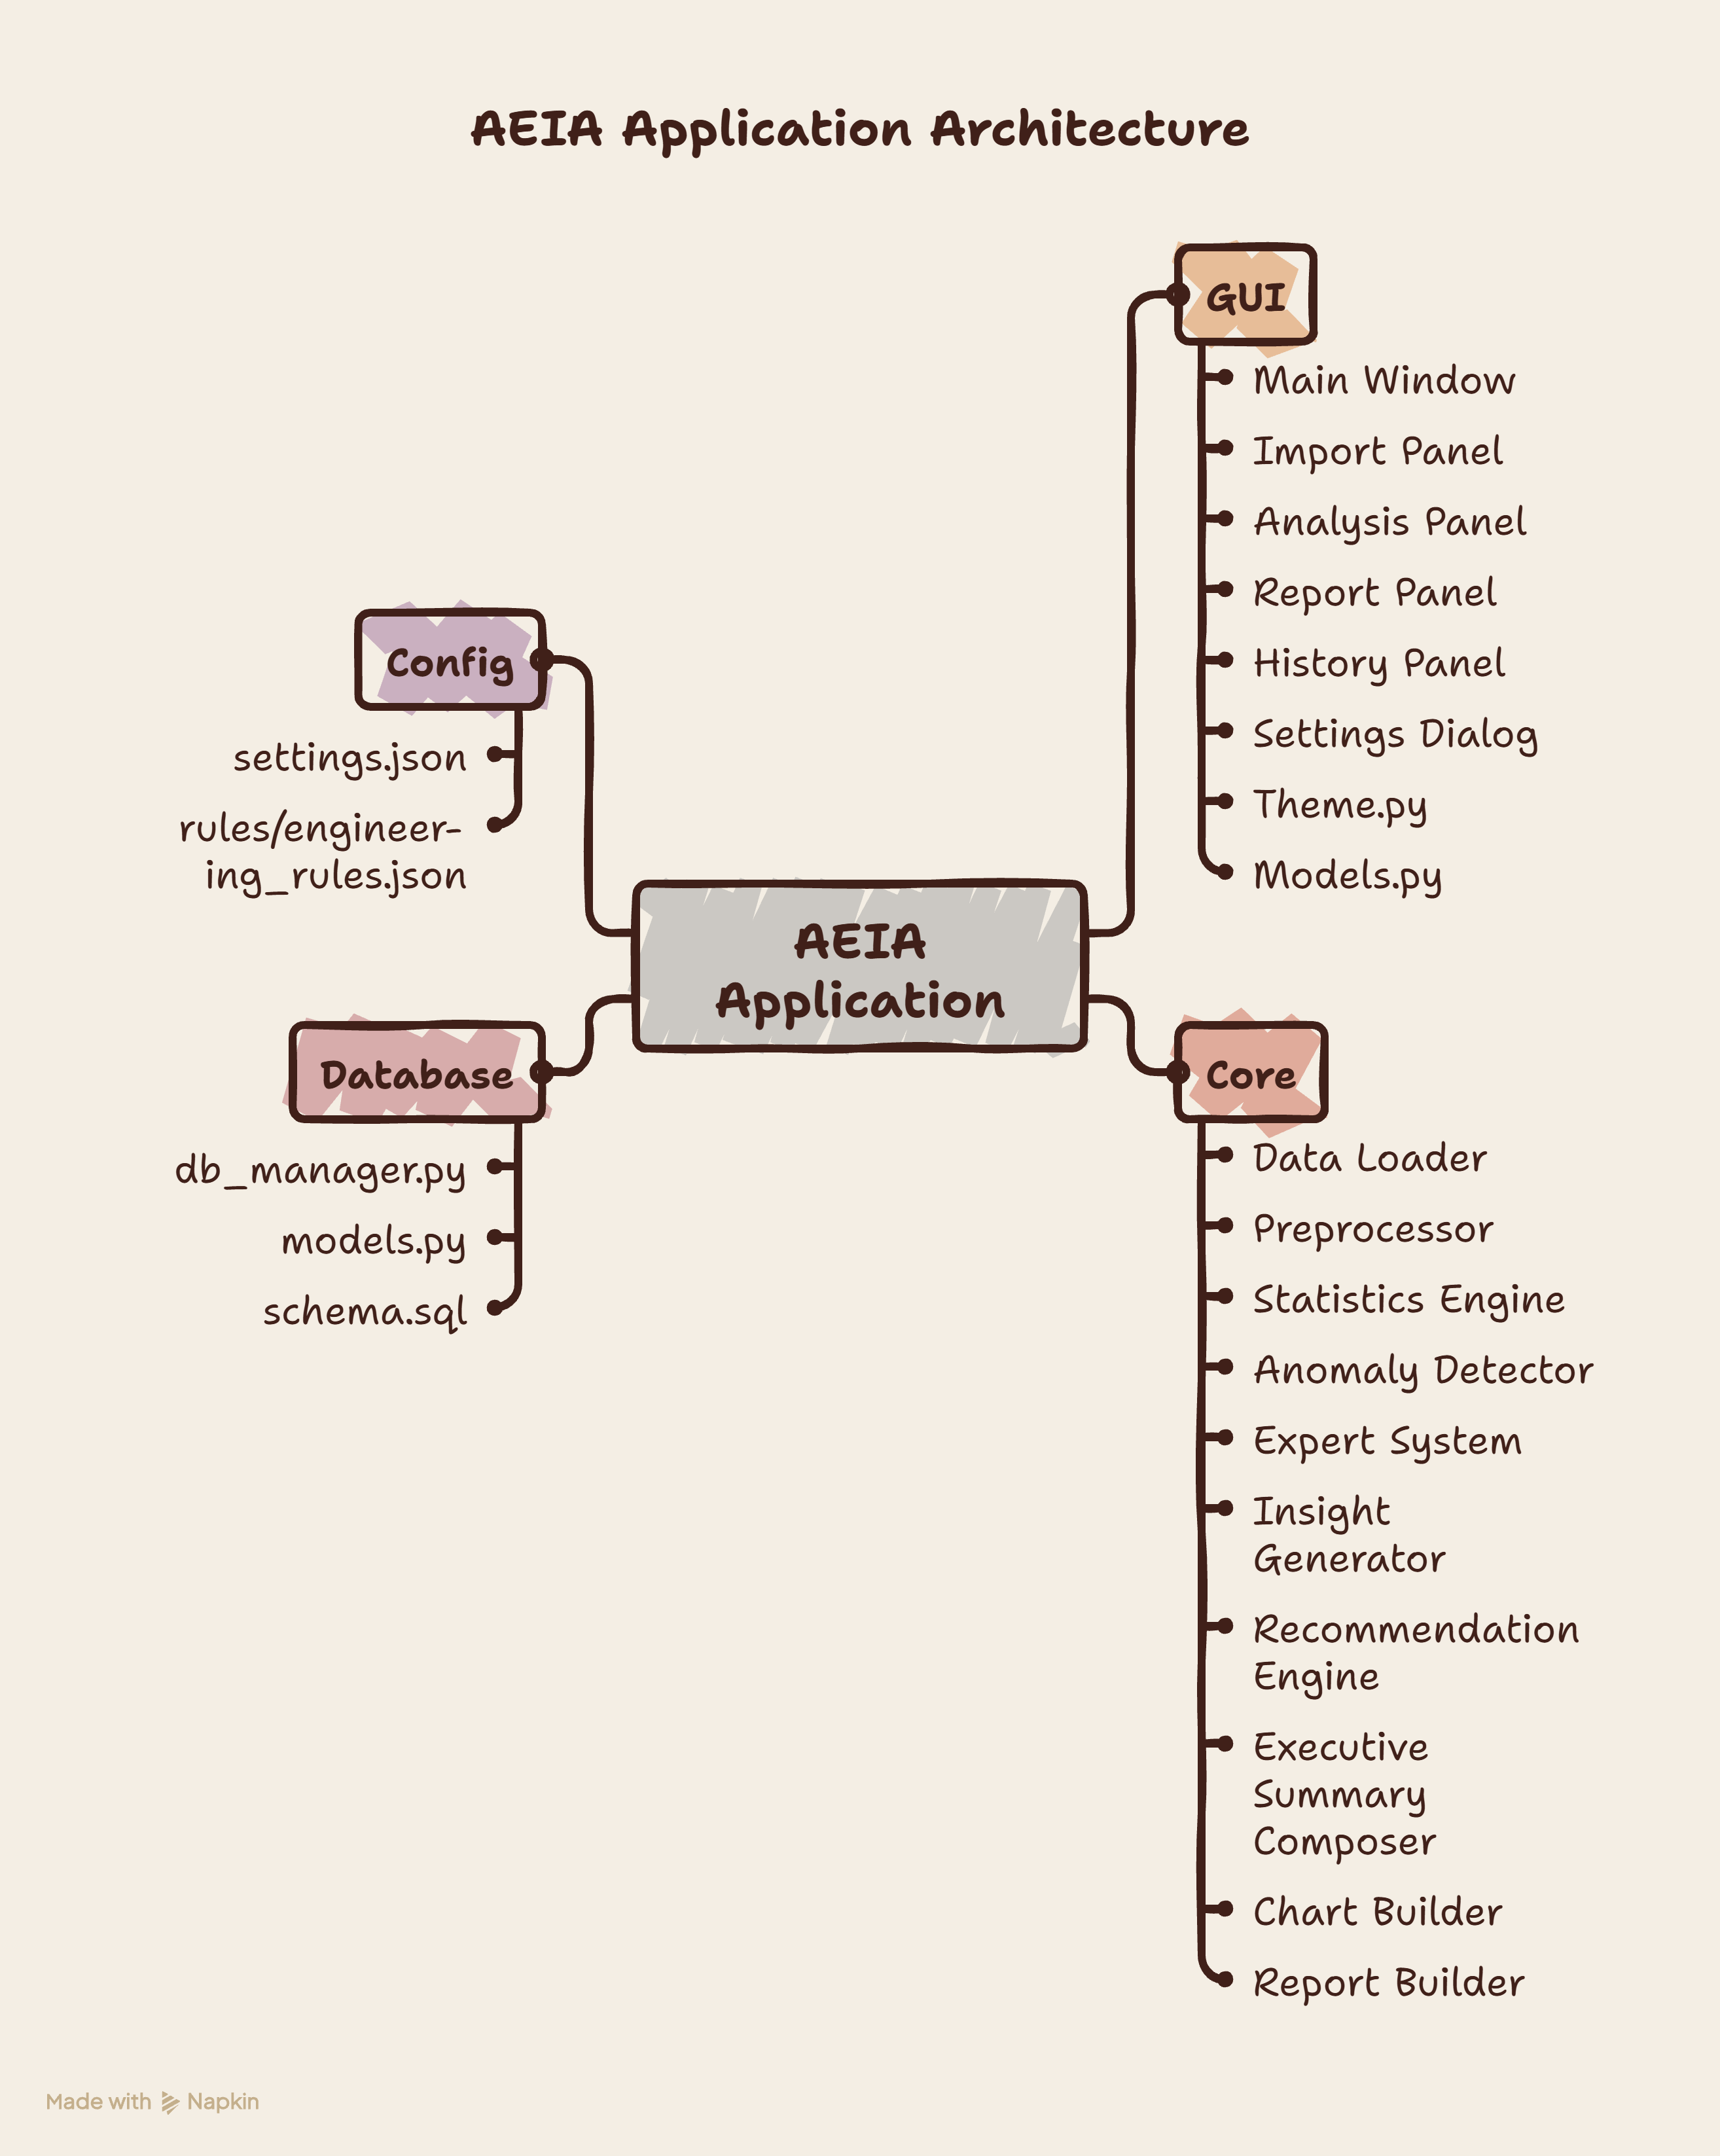 AEIA Application Architecture
GUI
Main Window
Import Panel
Analysis Panel
Report Panel
History Panel
Settings Dialog
Theme.py
Models.py
Config
settings.json
rules/engineer-
ing_rules.json
AEIA
Application
Database
db_manager.py
models.py
schema.sql
Core
Data Loader
Preprocessor
Statistics Engine
Anomaly Detector
Expert System
Insight
Generator
Recommendation
Engine
Executive
Summary
Composer
Chart Builder
Report Builder
Made with Napkin